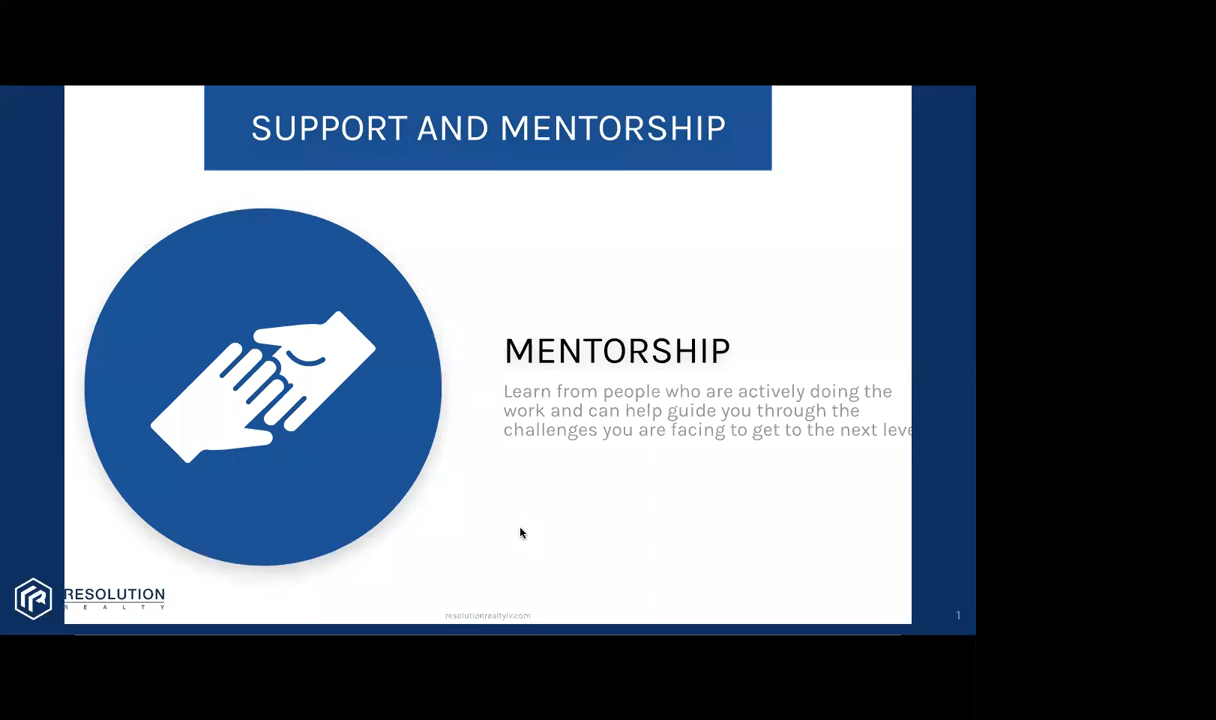 SUPPORT AND MENTORSHIP
MENTORSHIP
Learn from people who are actively doing the
work and can help guide you through the
challenges you are facing to get to the next leve
RESOLUTION
REALTY
resolutionrealtylv.com
1